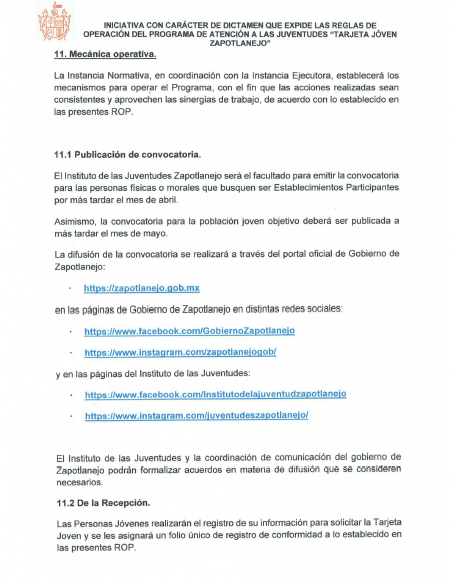 INICIATIVA CON CARÁCTER DE DICTAMEN QUE EXPIDE LAS REGLAS DE
OPERACIÓN DEL PROGRAMA DE ATENCIÓN A LAS JUVENTUDES "TARJETA JÓVEN
ZAPOTLANEJO"
11. Mecánica operativa.
La Instancia Normativa, en coordinación con la Instancia Ejecutora, establecerá los
mecanismos para operar el Programa, con el fin que las acciones realizadas sean
consistentes y aprovechen las sinergias de trabajo, de acuerdo con lo establecido en
las presentes ROP.
11.1 Publicación de convocatoria.
El Instituto de las Juventudes Zapotlanejo será el facultado para emitir la convocatoria
para las personas físicas o morales que busquen ser Establecimientos Participantes
por más tardar el mes de abril.
Asimismo, la convocatoria para la población joven objetivo deberá ser publicada a
más tardar el mes de mayo.
La difusión de la convocatoria se realizará a través del portal oficial de Gobierno de
Zapotlanejo:
· https://zapotlanejo.gob.mx
en las páginas de Gobierno de Zapotlanejo en distintas redes sociales:
· https://www.facebook.com/GobiernoZapotlanejo
· https://www.instagram.com/zapotlanejogob/
y en las páginas del Instituto de las Juventudes:
· https://www.facebook.com/Institutodelajuventudzapotlanejo
· https://www.instagram.com/juventudeszapotlanejo/
El Instituto de las Juventudes y la coordinación de comunicación del gobierno de
Zapotlanejo podrán formalizar acuerdos en materia de difusión que se consideren
necesarios.
11.2 De la Recepción.
Las Personas Jóvenes realizarán el registro de su información para solicitar la Tarjeta
Joven y se les asignará un folio único de registro de conformidad a lo establecido en
las presentes ROP.